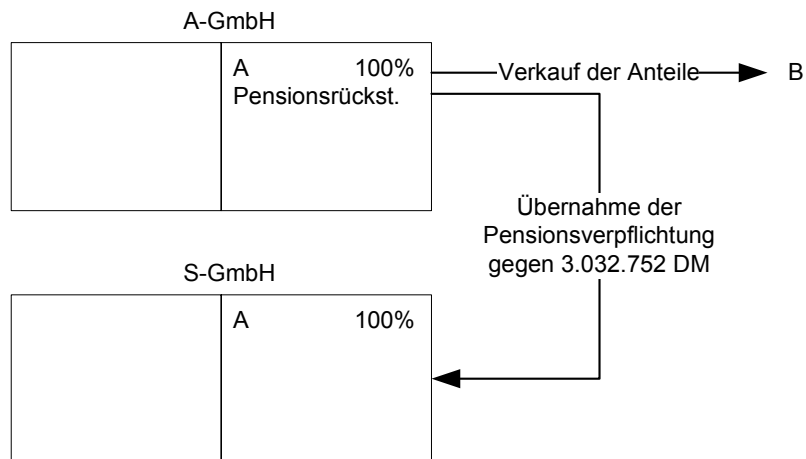 A-GmbH
A 100%
Pensionsrückst.
Verkauf der Anteile
B
Übernahme der
Pensionsverpflichtung
gegen 3.032.752 DM
S-GmbH
A 100%